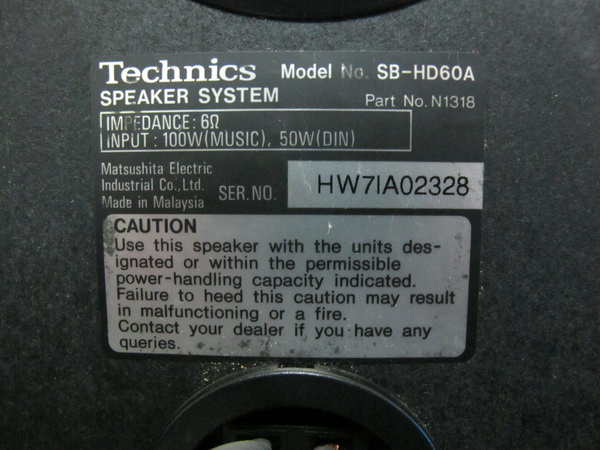 Technics Model No. SB-HD60A
SPEAKER SYSTEM Part No. N1318
IMPEDANCE: 6Ω
INPUT : 100W(MUSIC), 50W(DIN)
Matsushita Electric
Industrial Co.,Ltd.
Made in Malaysia
SER.NO. HW7IA02328
CAUTION
Use this speaker with the units des-
ignated or within the permissible
power-handling capacity indicated.
Failure to heed this caution may result
in malfunctioning or a fire.
Contact your dealer if you have any
queries.